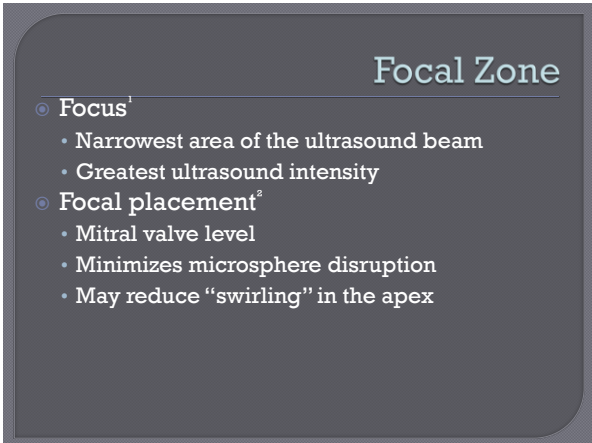 Focal Zone
Focus¹
Narrowest area of the ultrasound beam
Greatest ultrasound intensity
Focal placement²
Mitral valve level
Minimizes microsphere disruption
May reduce “swirling” in the apex